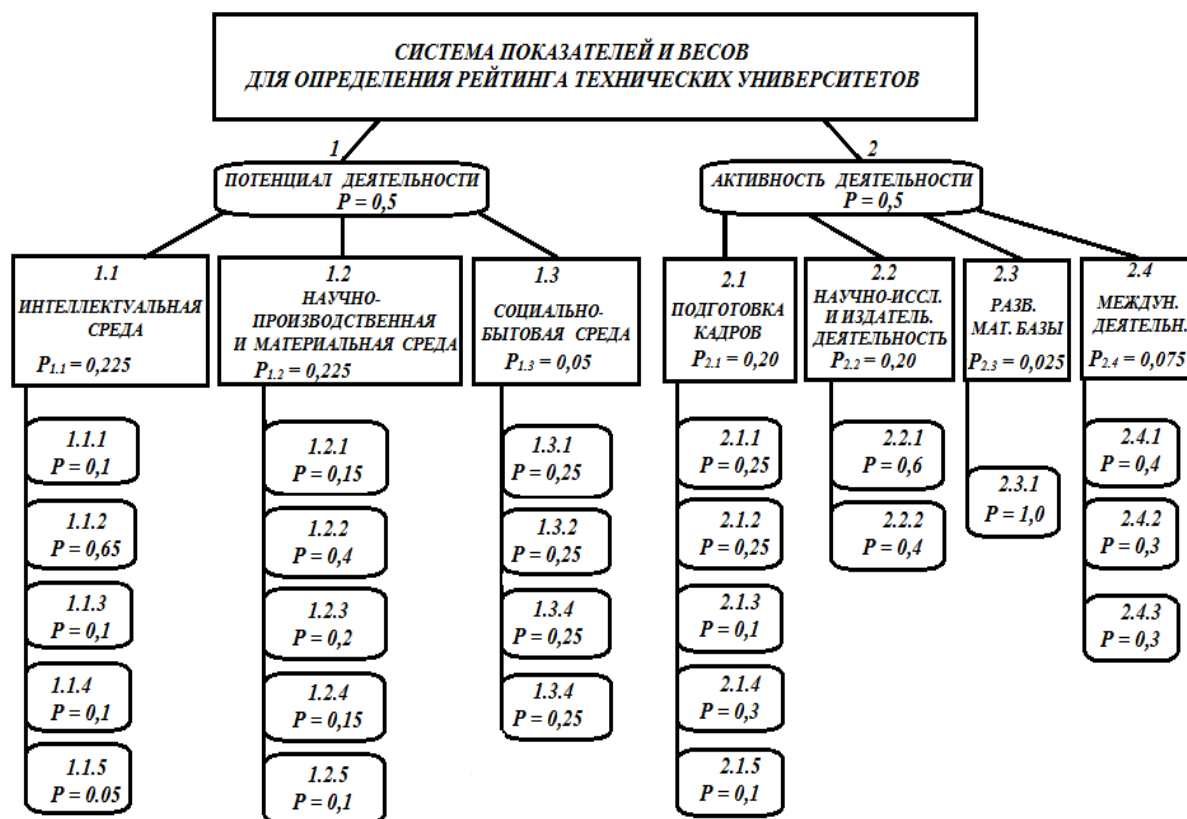 СИСТЕМА ПОКАЗАТЕЛЕЙ И ВЕСОВ
ДЛЯ ОПРЕДЕЛЕНИЯ РЕЙТИНГА ТЕХНИЧЕСКИХ УНИВЕРСИТЕТОВ
1
ПОТЕНЦИАЛ ДЕЯТЕЛЬНОСТИ
P = 0,5
2
АКТИВНОСТЬ ДЕЯТЕЛЬНОСТИ
P = 0,5
1.1
ИНТЕЛЛЕКТУАЛЬНАЯ
СРЕДА
P1.1 = 0,225
1.2
НАУЧНО-
ПРОИЗВОДСТВЕННАЯ
И МАТЕРИАЛЬНАЯ СРЕДА
P1.2 = 0,225
1.3
СОЦИАЛЬНО-
БЫТОВАЯ СРЕДА
P1.3 = 0,05
2.1
ПОДГОТОВКА
КАДРОВ
P2.1 = 0,20
2.2
НАУЧНО-ИССЛ.
И ИЗДАТЕЛЬ.
ДЕЯТЕЛЬНОСТЬ
P2.2 = 0,20
2.3
РАЗВ.
МАТ. БАЗЫ
P2.3 = 0,025
2.4
МЕЖДУН.
ДЕЯТЕЛЬН.
P2.4 = 0,075
1.1.1
P = 0,1
1.1.2
P = 0,65
1.1.3
P = 0,1
1.1.4
P = 0,1
1.1.5
P = 0.05
1.2.1
P = 0,15
1.2.2
P = 0,4
1.2.3
P = 0,2
1.2.4
P = 0,15
1.2.5
P = 0,1
1.3.1
P = 0,25
1.3.2
P = 0,25
1.3.4
P = 0,25
1.3.4
P = 0,25
2.1.1
P = 0,25
2.1.2
P = 0,25
2.1.3
P = 0,1
2.1.4
P = 0,3
2.1.5
P = 0,1
2.2.1
P = 0,6
2.2.2
P = 0,4
2.3.1
P = 1,0
2.4.1
P = 0,4
2.4.2
P = 0,3
2.4.3
P = 0,3